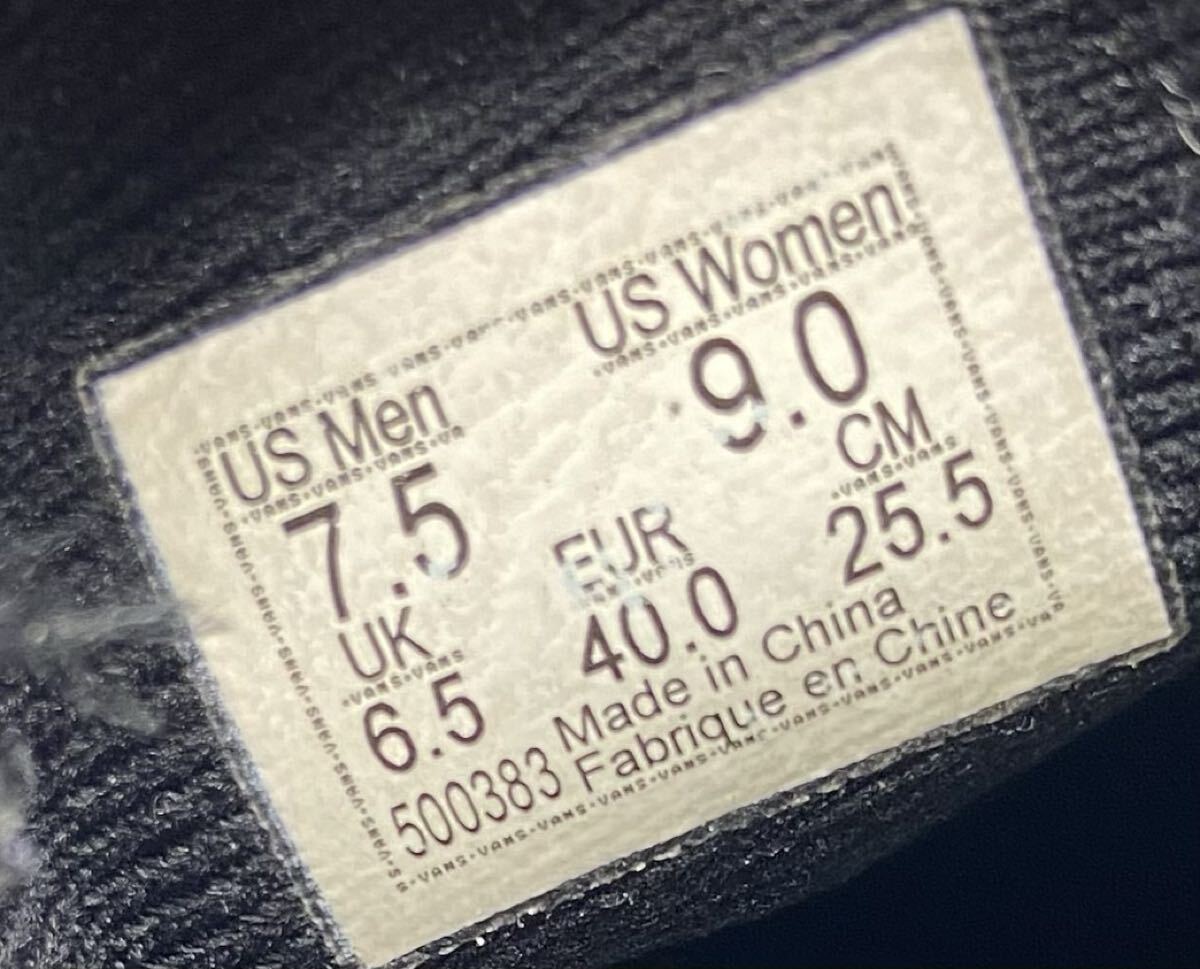 US Men US Women
7.5 9.0
UK EUR CM
6.5 40.0 25.5
500383 Made in China
Fabrique en Chine